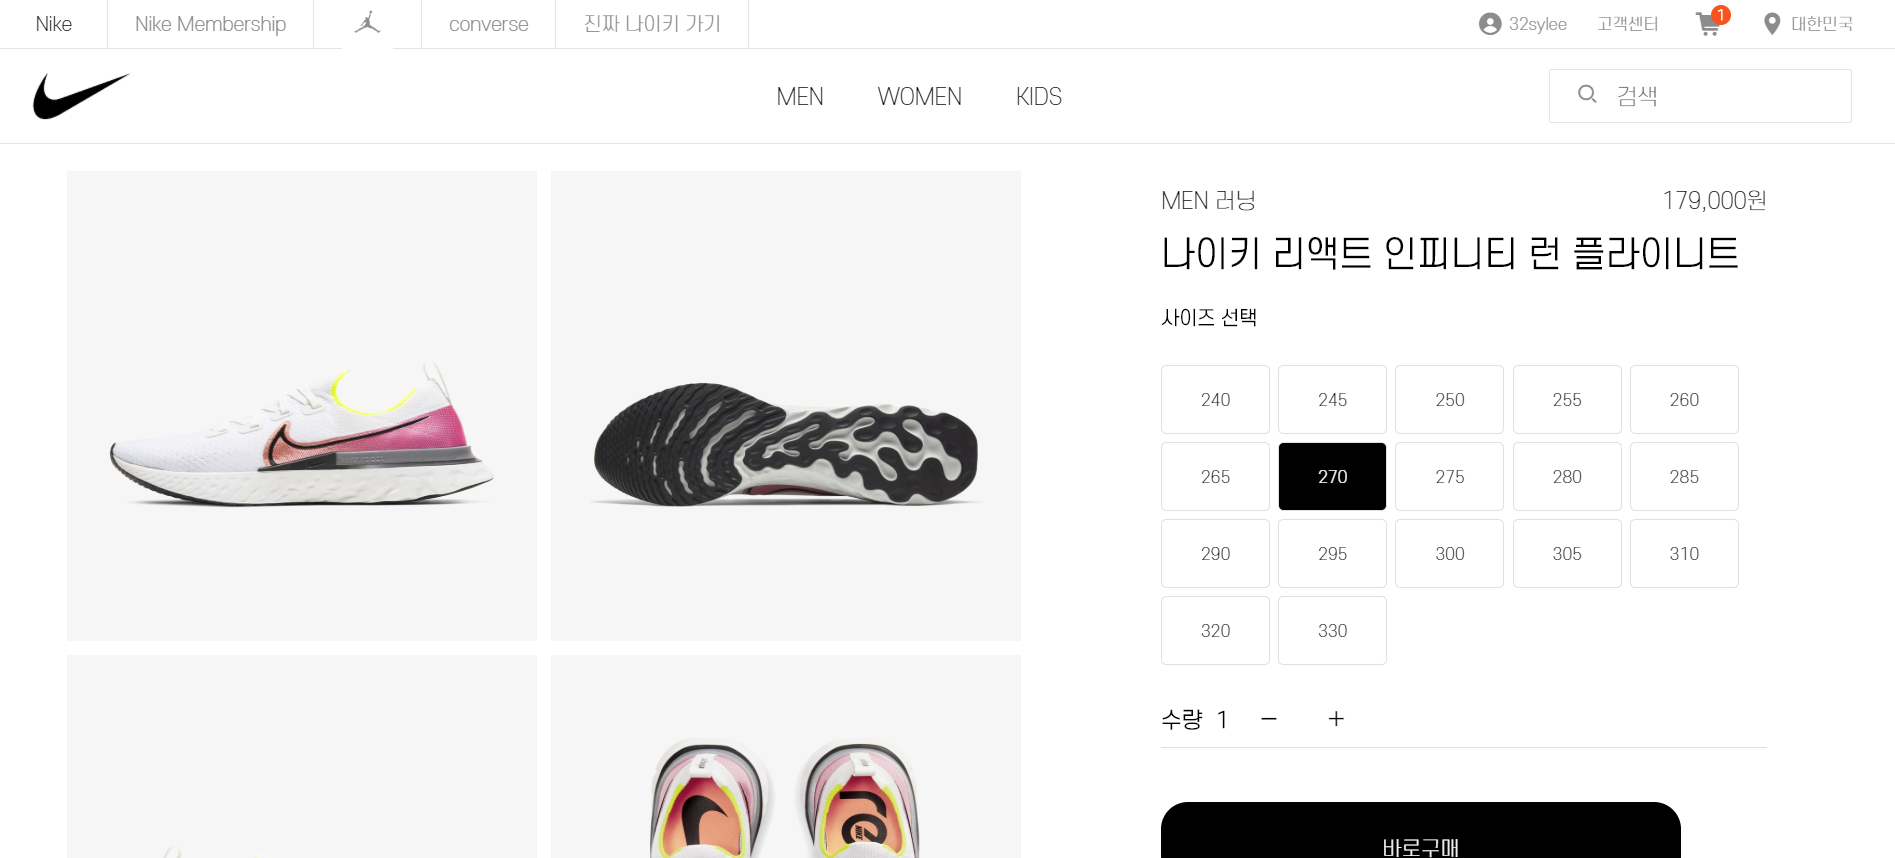 Nike Nike Membership converse 진짜 나이키 가기 32sylee 고객센터 1 대한민국
MEN WOMEN KIDS 검색
MEN 러닝 179,000원
나이키 리액트 인피니티 런 플라이니트
사이즈 선택
240 245 250 255 260
265 270 275 280 285
290 295 300 305 310
320 330
수량 1 − +
바로구매